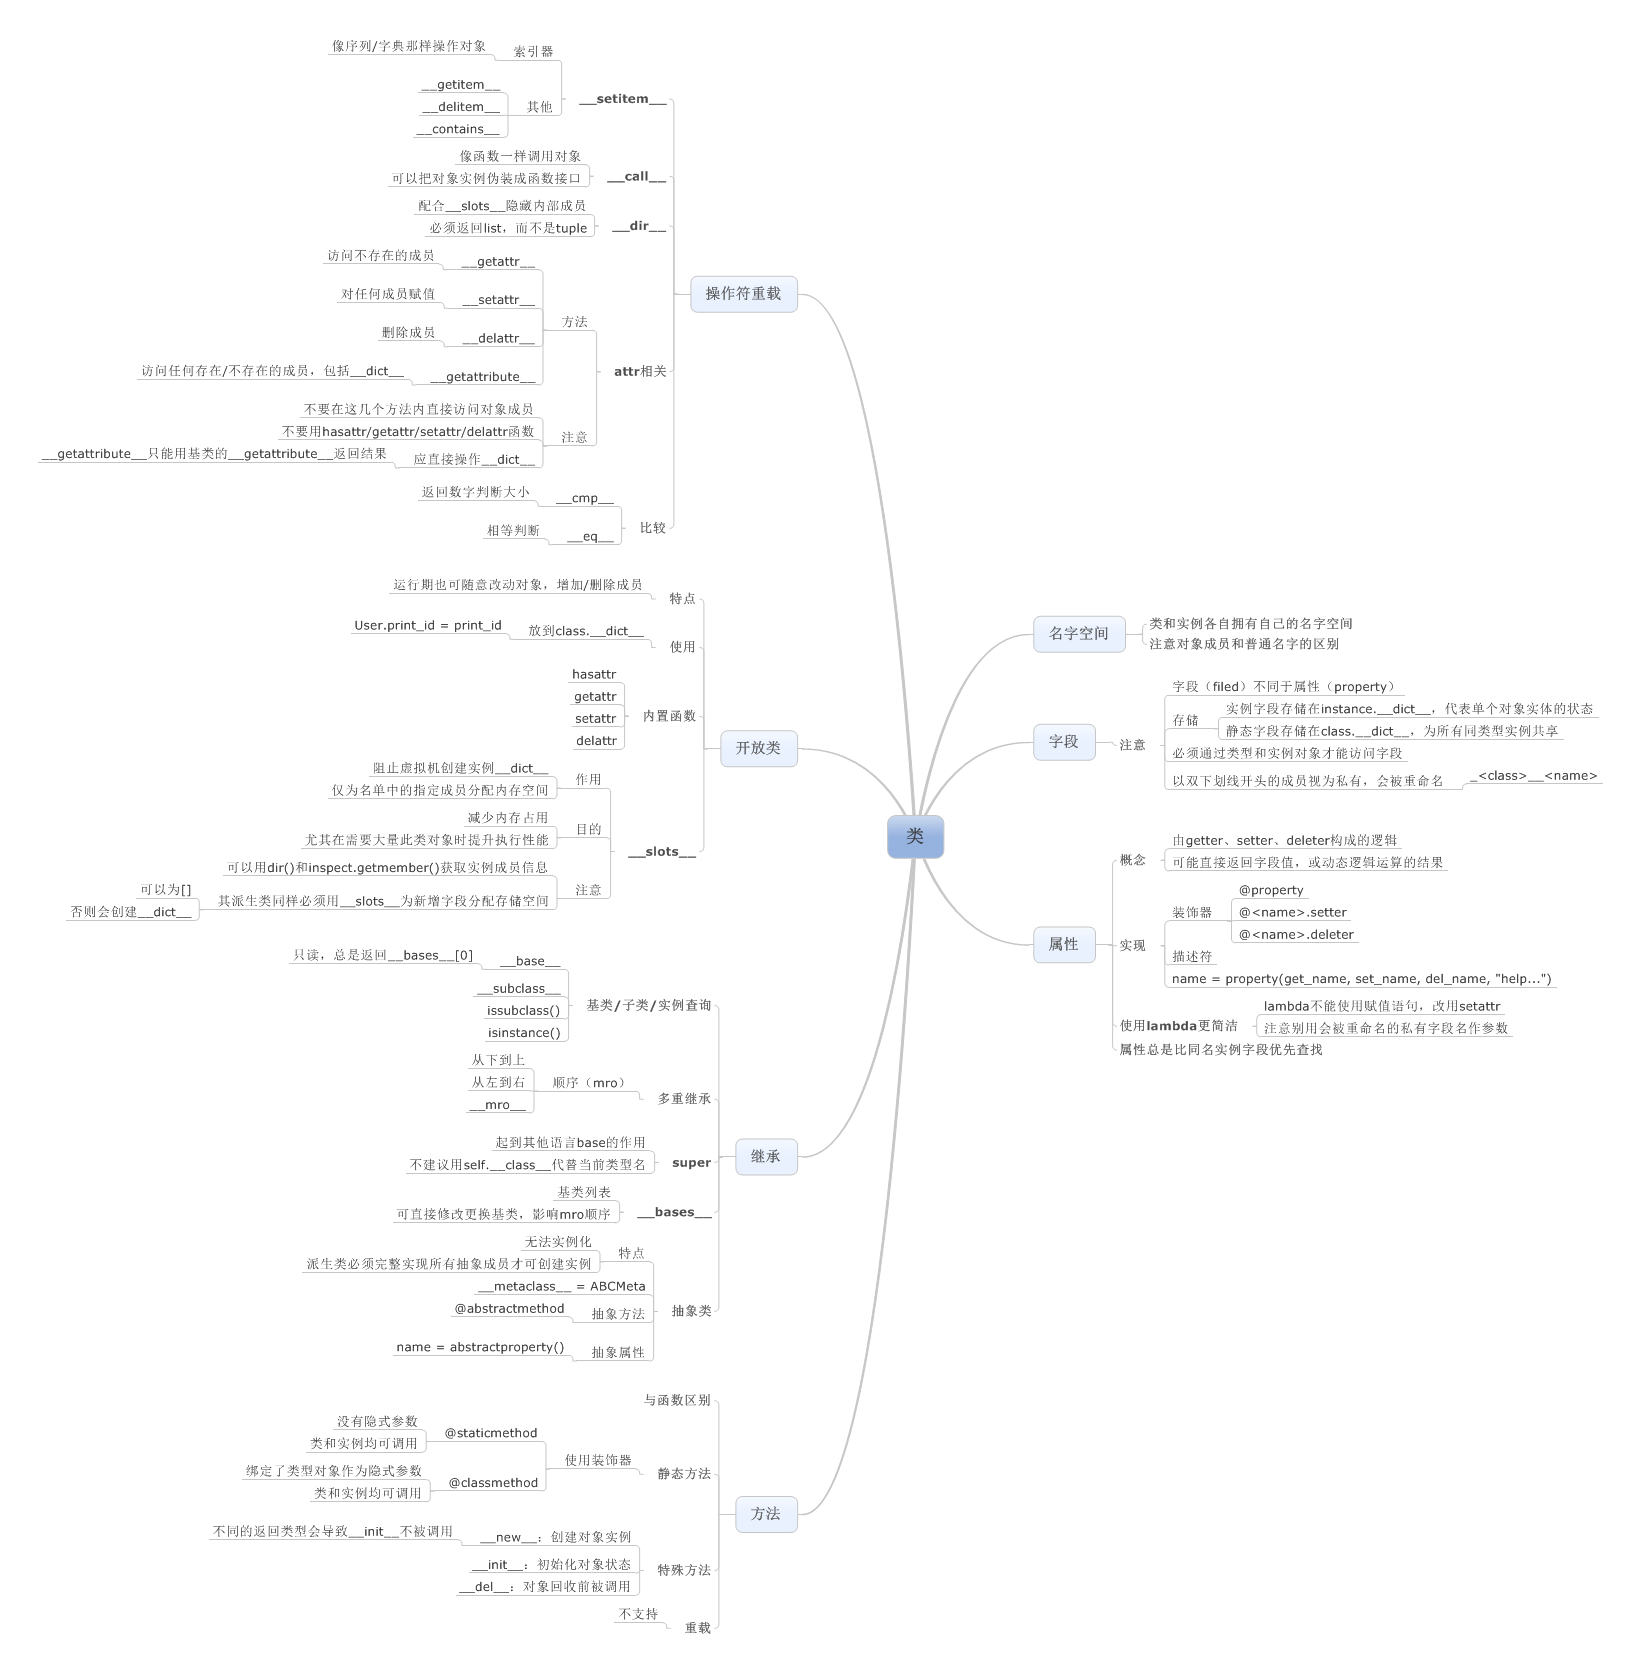 类
名字空间
类和实例各自拥有自己的名字空间
注意对象成员和普通名字的区别
字段
注意
字段（filed）不同于属性（property）
存储
实例字段存储在instance.__dict__，代表单个对象实体的状态
静态字段存储在class.__dict__，为所有同类型实例共享
必须通过类型和实例对象才能访问字段
以双下划线开头的成员视为私有，会被重命名
_<class>__<name>
属性
概念
由getter、setter、deleter构成的逻辑
可能直接返回字段值，或动态逻辑运算的结果
实现
装饰器
@property
@<name>.setter
@<name>.deleter
描述符
name = property(get_name, set_name, del_name, "help...")
使用lambda更简洁
lambda不能使用赋值语句，改用setattr
注意别用会被重命名的私有字段名作参数
属性总是比同名实例字段优先查找
操作符重载
__setitem__
索引器
像序列/字典那样操作对象
其他
__getitem__
__delitem__
__contains__
__call__
像函数一样调用对象
可以把对象实例伪装成函数接口
__dir__
配合__slots__隐藏内部成员
必须返回list，而不是tuple
attr相关
方法
__getattr__
访问不存在的成员
__setattr__
对任何成员赋值
__delattr__
删除成员
__getattribute__
访问任何存在/不存在的成员，包括__dict__
注意
不要在这几个方法内直接访问对象成员
不要用hasattr/getattr/setattr/delattr函数
应直接操作__dict__
__getattribute__只能用基类的__getattribute__返回结果
比较
__cmp__
返回数字判断大小
__eq__
相等判断
开放类
特点
运行期也可随意改动对象，增加/删除成员
使用
放到class.__dict__
User.print_id = print_id
内置函数
hasattr
getattr
setattr
delattr
__slots__
作用
阻止虚拟机创建实例__dict__
仅为名单中的指定成员分配内存空间
目的
减少内存占用
尤其在需要大量此类对象时提升执行性能
注意
可以用dir()和inspect.getmember()获取实例成员信息
其派生类同样必须用__slots__为新增字段分配存储空间
可以为[]
否则会创建__dict__
继承
基类/子类/实例查询
__base__
只读，总是返回__bases__[0]
__subclass__
issubclass()
isinstance()
多重继承
顺序（mro）
从下到上
从左到右
__mro__
super
起到其他语言base的作用
不建议用self.__class__代替当前类型名
__bases__
基类列表
可直接修改更换基类，影响mro顺序
抽象类
特点
无法实例化
派生类必须完整实现所有抽象成员才可创建实例
__metaclass__ = ABCMeta
抽象方法
@abstractmethod
抽象属性
name = abstractproperty()
方法
与函数区别
静态方法
使用装饰器
@staticmethod
没有隐式参数
类和实例均可调用
@classmethod
绑定了类型对象作为隐式参数
类和实例均可调用
特殊方法
__new__：创建对象实例
不同的返回类型会导致__init__不被调用
__init__：初始化对象状态
__del__：对象回收前被调用
重载
不支持